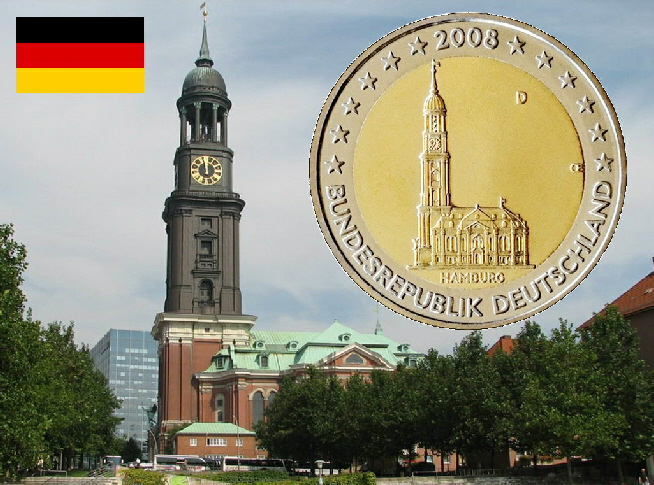 2008
D
HAMBURG
BUNDESREPUBLIK DEUTSCHLAND